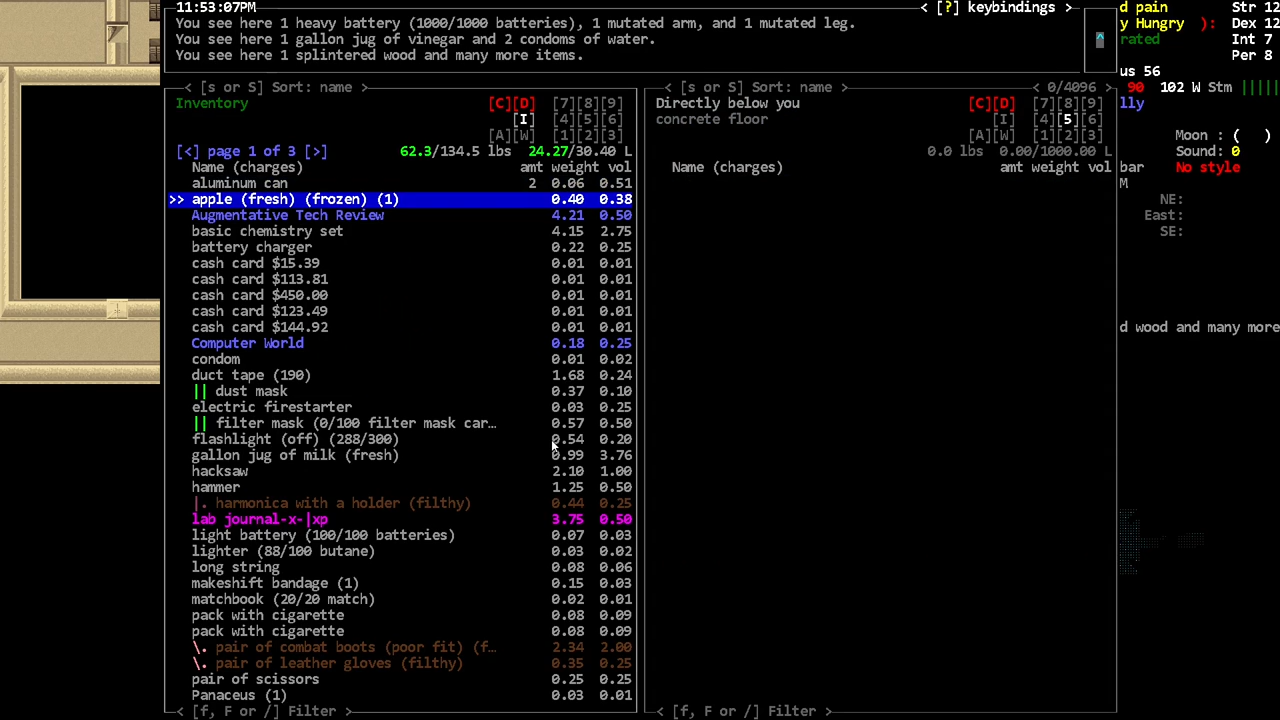 11:53:07PM
< [?] keybindings >
You see here 1 heavy battery (1000/1000 batteries), 1 mutated arm, and 1 mutated leg.
You see here 1 gallon jug of vinegar and 2 condoms of water.
You see here 1 splintered wood and many more items.
< [s or S] Sort: name >
Inventory [C][D] [7][8][9]
[I] [4][5][6]
[A][W] [1][2][3]
[<] page 1 of 3 [>] 62.3/134.5 lbs 24.27/30.40 L
Name (charges) amt weight vol
aluminum can 2 0.06 0.51
>> apple (fresh) (frozen) (1) 0.40 0.38
Augmentative Tech Review 4.21 0.50
basic chemistry set 4.15 2.75
battery charger 0.22 0.25
cash card $15.39 0.01 0.01
cash card $113.81 0.01 0.01
cash card $450.00 0.01 0.01
cash card $123.49 0.01 0.01
cash card $144.92 0.01 0.01
Computer World 0.18 0.25
condom 0.01 0.02
duct tape (190) 1.68 0.24
|| dust mask 0.37 0.10
electric firestarter 0.03 0.25
|| filter mask (0/100 filter mask car… 0.57 0.50
flashlight (off) (288/300) 0.54 0.20
gallon jug of milk (fresh) 0.99 3.76
hacksaw 2.10 1.00
hammer 1.25 0.50
|. harmonica with a holder (filthy) 0.44 0.25
lab journal-x-|xp 3.75 0.50
light battery (100/100 batteries) 0.07 0.03
lighter (88/100 butane) 0.03 0.02
long string 0.08 0.06
makeshift bandage (1) 0.15 0.03
matchbook (20/20 match) 0.02 0.01
pack with cigarette 0.08 0.09
pack with cigarette 0.08 0.09
\. pair of combat boots (poor fit) (f… 2.34 2.00
\. pair of leather gloves (filthy) 0.35 0.25
pair of scissors 0.25 0.25
Panaceus (1) 0.03 0.01
< [f, F or /] Filter >
< [s or S] Sort: name > < 0/4096 >
Directly below you [C][D] [7][8][9]
concrete floor [I] [4][5][6]
[A][W] [1][2][3]
0.0 lbs 0.00/1000.00 L
Name (charges) amt weight vol
< [f, F or /] Filter >
d pain Str 12
y Hungry ): Dex 12
rated Int 7
Per 8
us 56
90 102 W Stm |||||
lly
Moon : ( )
Sound: 0
bar No style
M
NE:
East:
SE:
d wood and many more